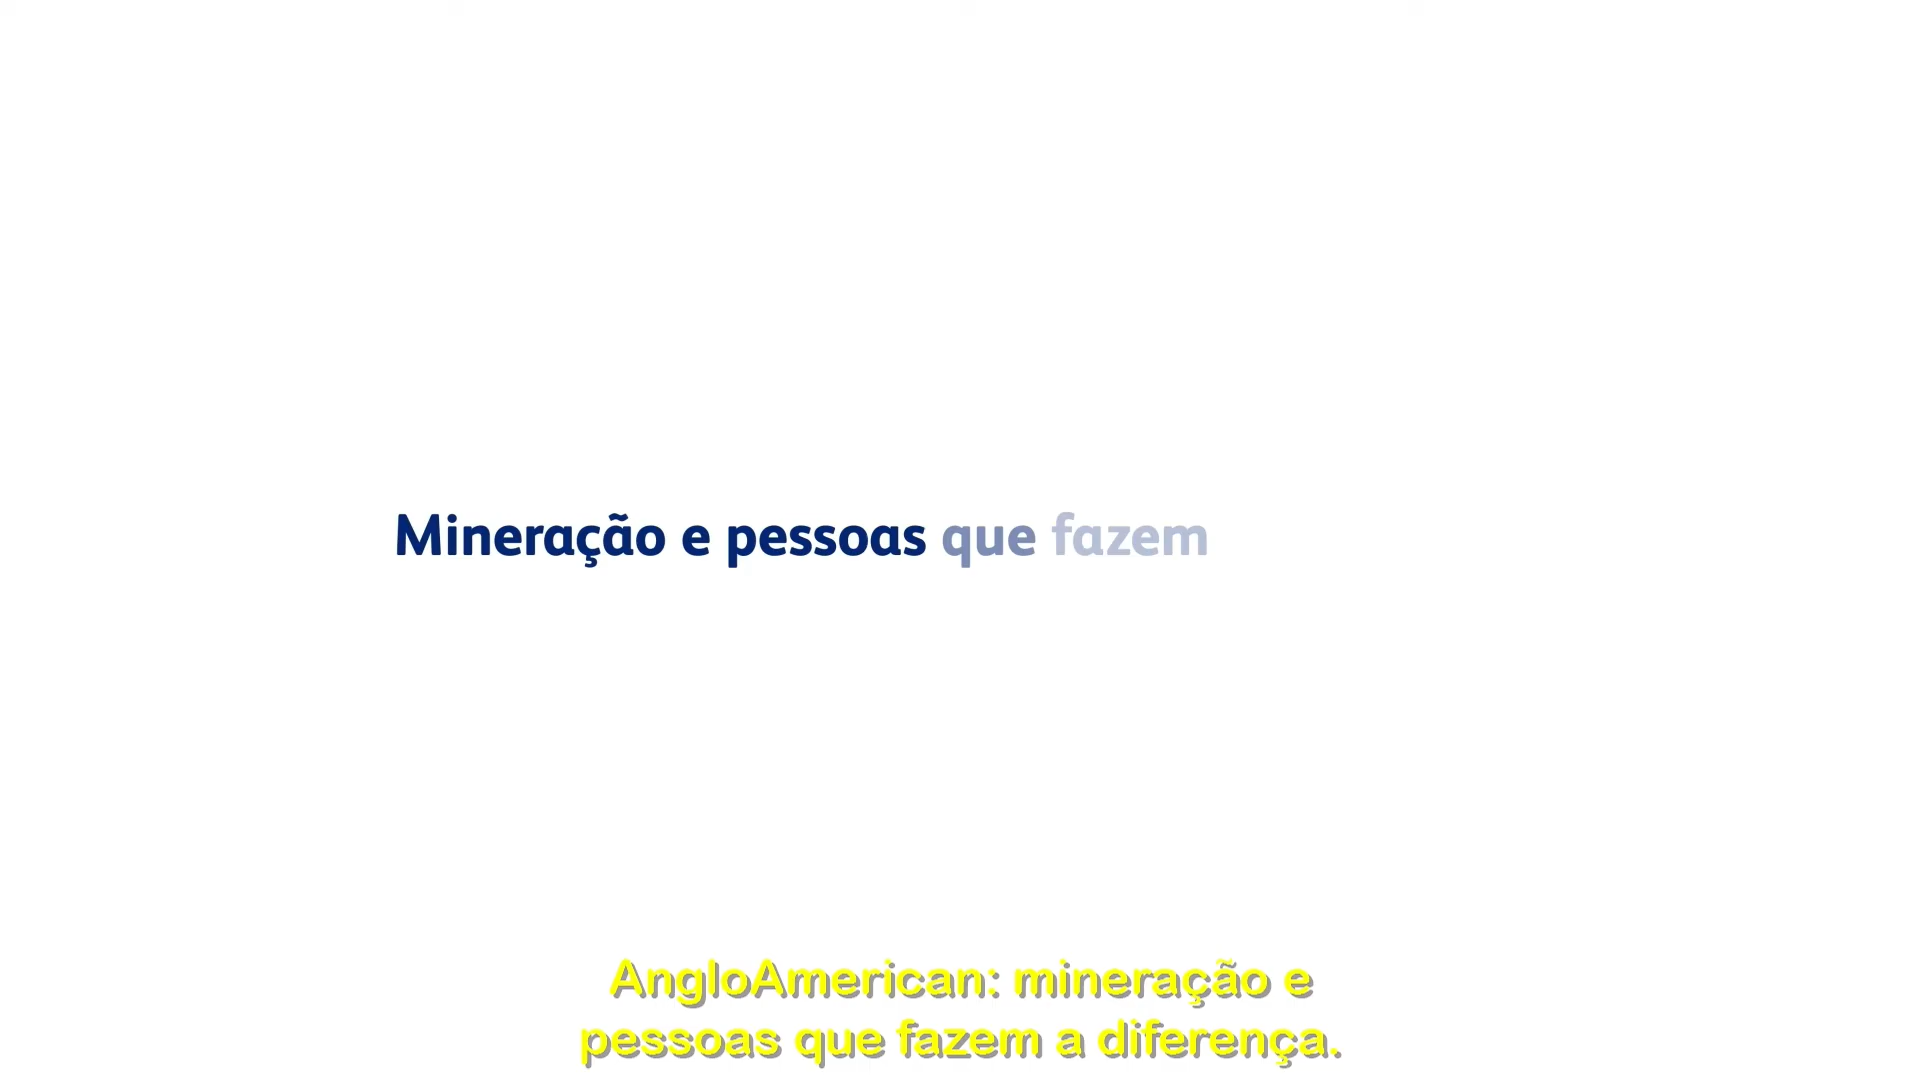 Mineração e pessoas que fazem
AngloAmerican: mineração e
pessoas que fazem a diferença.